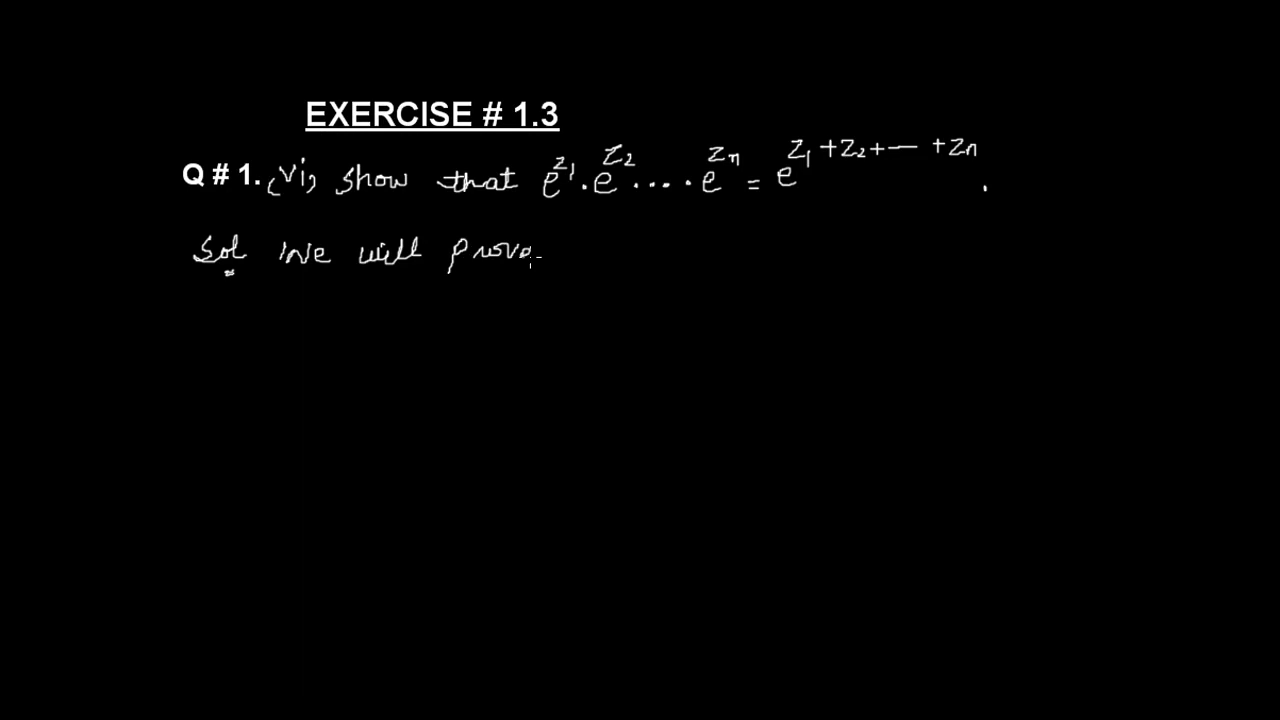 EXERCISE # 1.3
Q # 1. (vi) show that e^{z₁} . e^{z₂} ..... e^{zₙ} = e^{z₁ + z₂ + — + zₙ} .
Sol We will prove